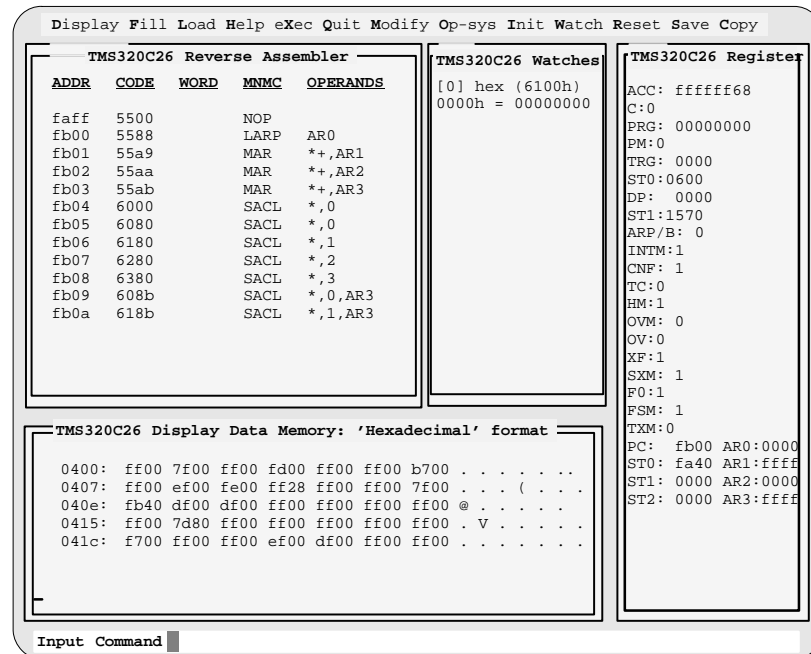 Display Fill Load Help eXec Quit Modify Op-sys Init Watch Reset Save Copy
TMS320C26 Reverse Assembler
ADDR CODE WORD MNMC OPERANDS
faff 5500 NOP
fb00 5588 LARP AR0
fb01 55a9 MAR *+,AR1
fb02 55aa MAR *+,AR2
fb03 55ab MAR *+,AR3
fb04 6000 SACL *,0
fb05 6080 SACL *,0
fb06 6180 SACL *,1
fb07 6280 SACL *,2
fb08 6380 SACL *,3
fb09 608b SACL *,0,AR3
fb0a 618b SACL *,1,AR3
TMS320C26 Watches
[0] hex (6100h)
0000h = 00000000
TMS320C26 Register
ACC: ffffff68
C:0
PRG: 00000000
PM:0
TRG: 0000
ST0:0600
DP: 0000
ST1:1570
ARP/B: 0
INTM:1
CNF: 1
TC:0
HM:1
OVM: 0
OV:0
XF:1
SXM: 1
F0:1
FSM: 1
TXM:0
PC: fb00 AR0:0000
ST0: fa40 AR1:ffff
ST1: 0000 AR2:0000
ST2: 0000 AR3:ffff
TMS320C26 Display Data Memory: 'Hexadecimal' format
0400: ff00 7f00 ff00 fd00 ff00 ff00 b700 . . . . . ..
0407: ff00 ef00 fe00 ff28 ff00 ff00 7f00 . . . ( . . .
040e: fb40 df00 df00 ff00 ff00 ff00 ff00 @ . . . . .
0415: ff00 7d80 ff00 ff00 ff00 ff00 ff00 . V . . . . .
041c: f700 ff00 ff00 ef00 df00 ff00 ff00 . . . . . . .
Input Command